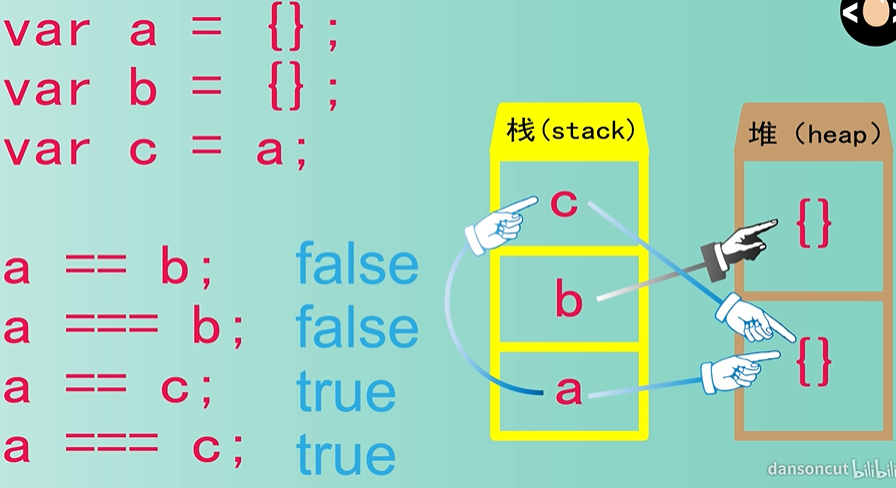 var a = {};
var b = {};
var c = a;
a == b; false
a === b; false
a == c; true
a === c; true
栈(stack)
c
b
a
堆（heap）
{}
{}
dansoncut bilibili